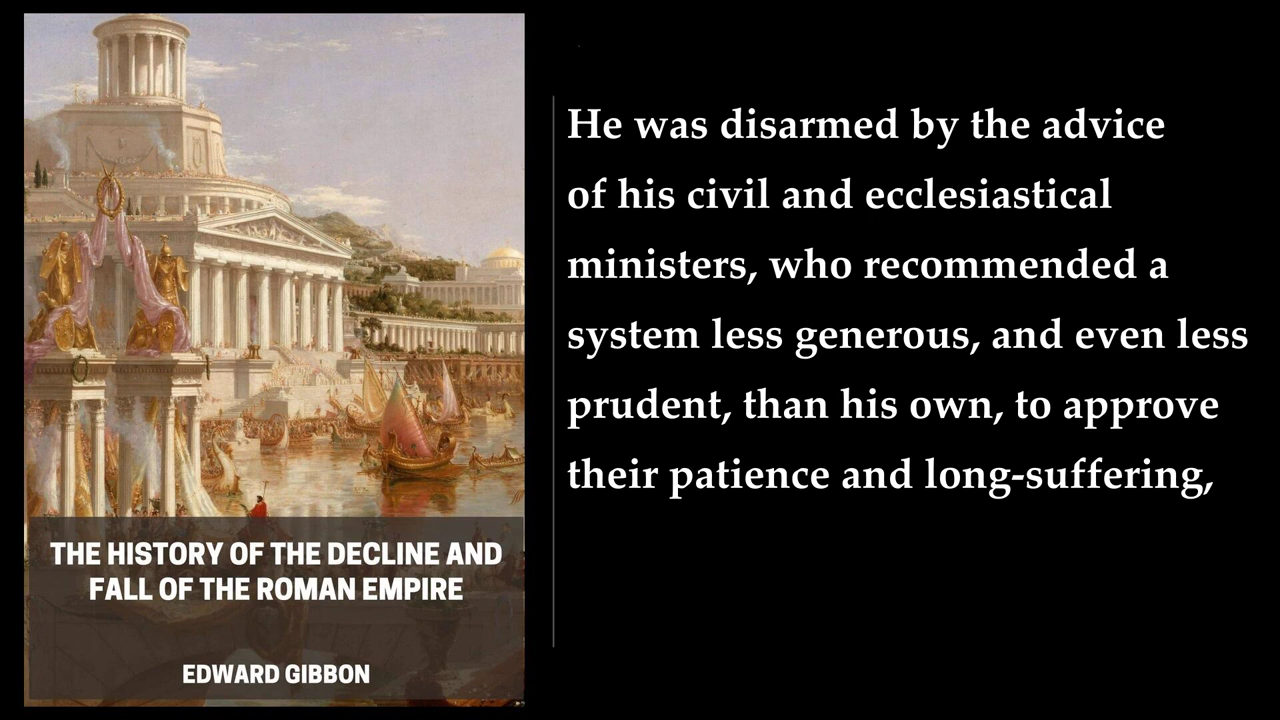 THE HISTORY OF THE DECLINE AND
FALL OF THE ROMAN EMPIRE
EDWARD GIBBON
He was disarmed by the advice
of his civil and ecclesiastical
ministers, who recommended a
system less generous, and even less
prudent, than his own, to approve
their patience and long-suffering,